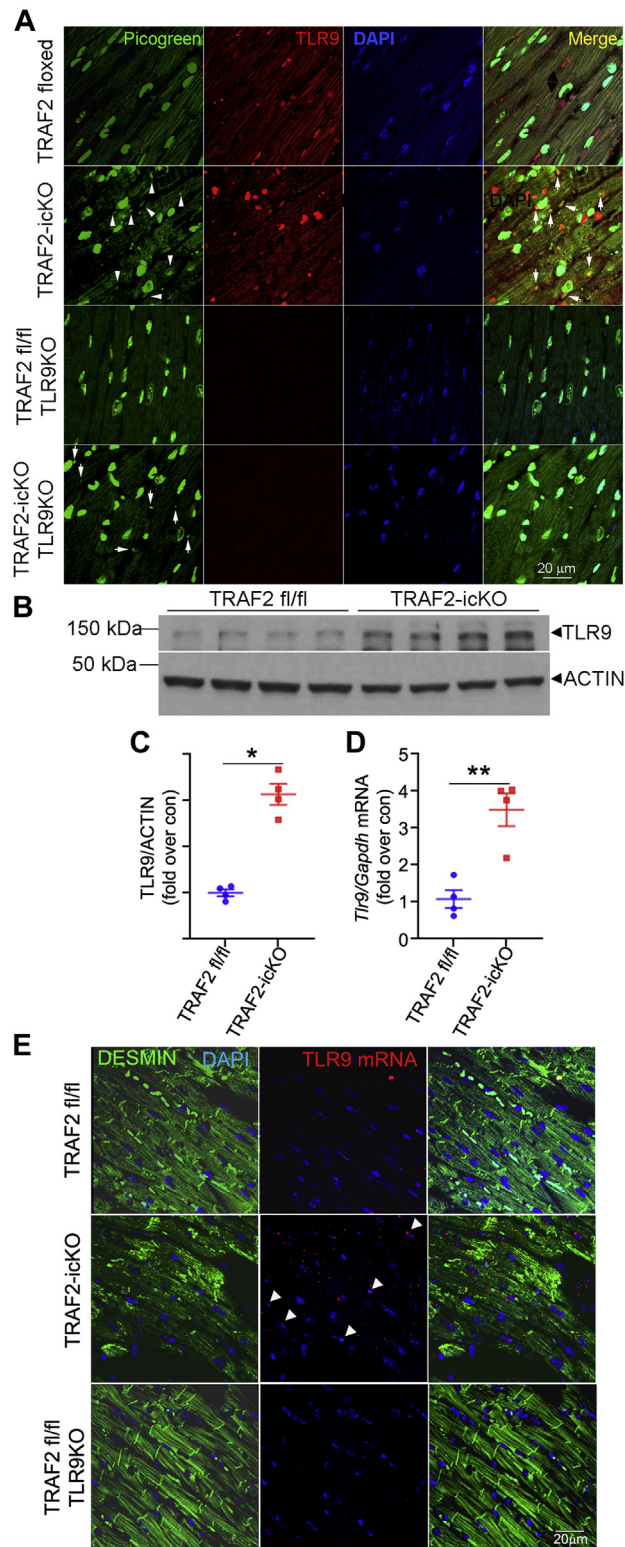 A
Picogreen TLR9 DAPI Merge
TRAF2 floxed
TRAF2-icKO
DAPI
TRAF2 fl/fl
TLR9KO
TRAF2-icKO
TLR9KO
20 μm
B
TRAF2 fl/fl TRAF2-icKO
150 kDa
TLR9
50 kDa
ACTIN
C
*
TLR9/ACTIN
(fold over con)
TRAF2 fl/fl
TRAF2-icKO
D
**
Tlr9/Gapdh mRNA
(fold over con)
5
4
3
2
1
0
TRAF2 fl/fl
TRAF2-icKO
E
DESMIN DAPI TLR9 mRNA
TRAF2 fl/fl
TRAF2-icKO
TRAF2 fl/fl
TLR9KO
20μm